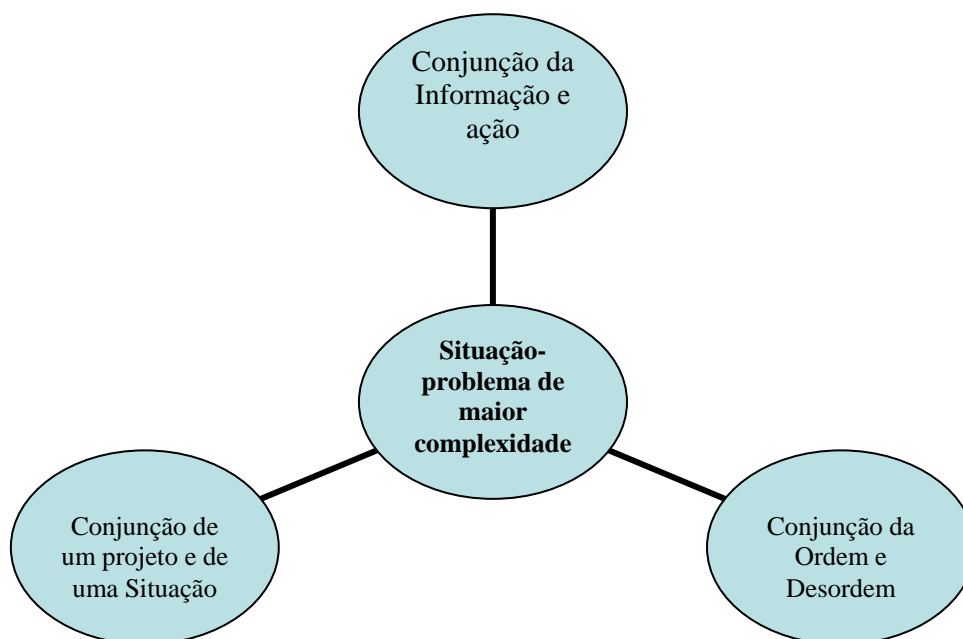 Conjunção da
Informação e
ação
Situação-
problema de
maior
complexidade
Conjunção de
um projeto e de
uma Situação
Conjunção da
Ordem e
Desordem